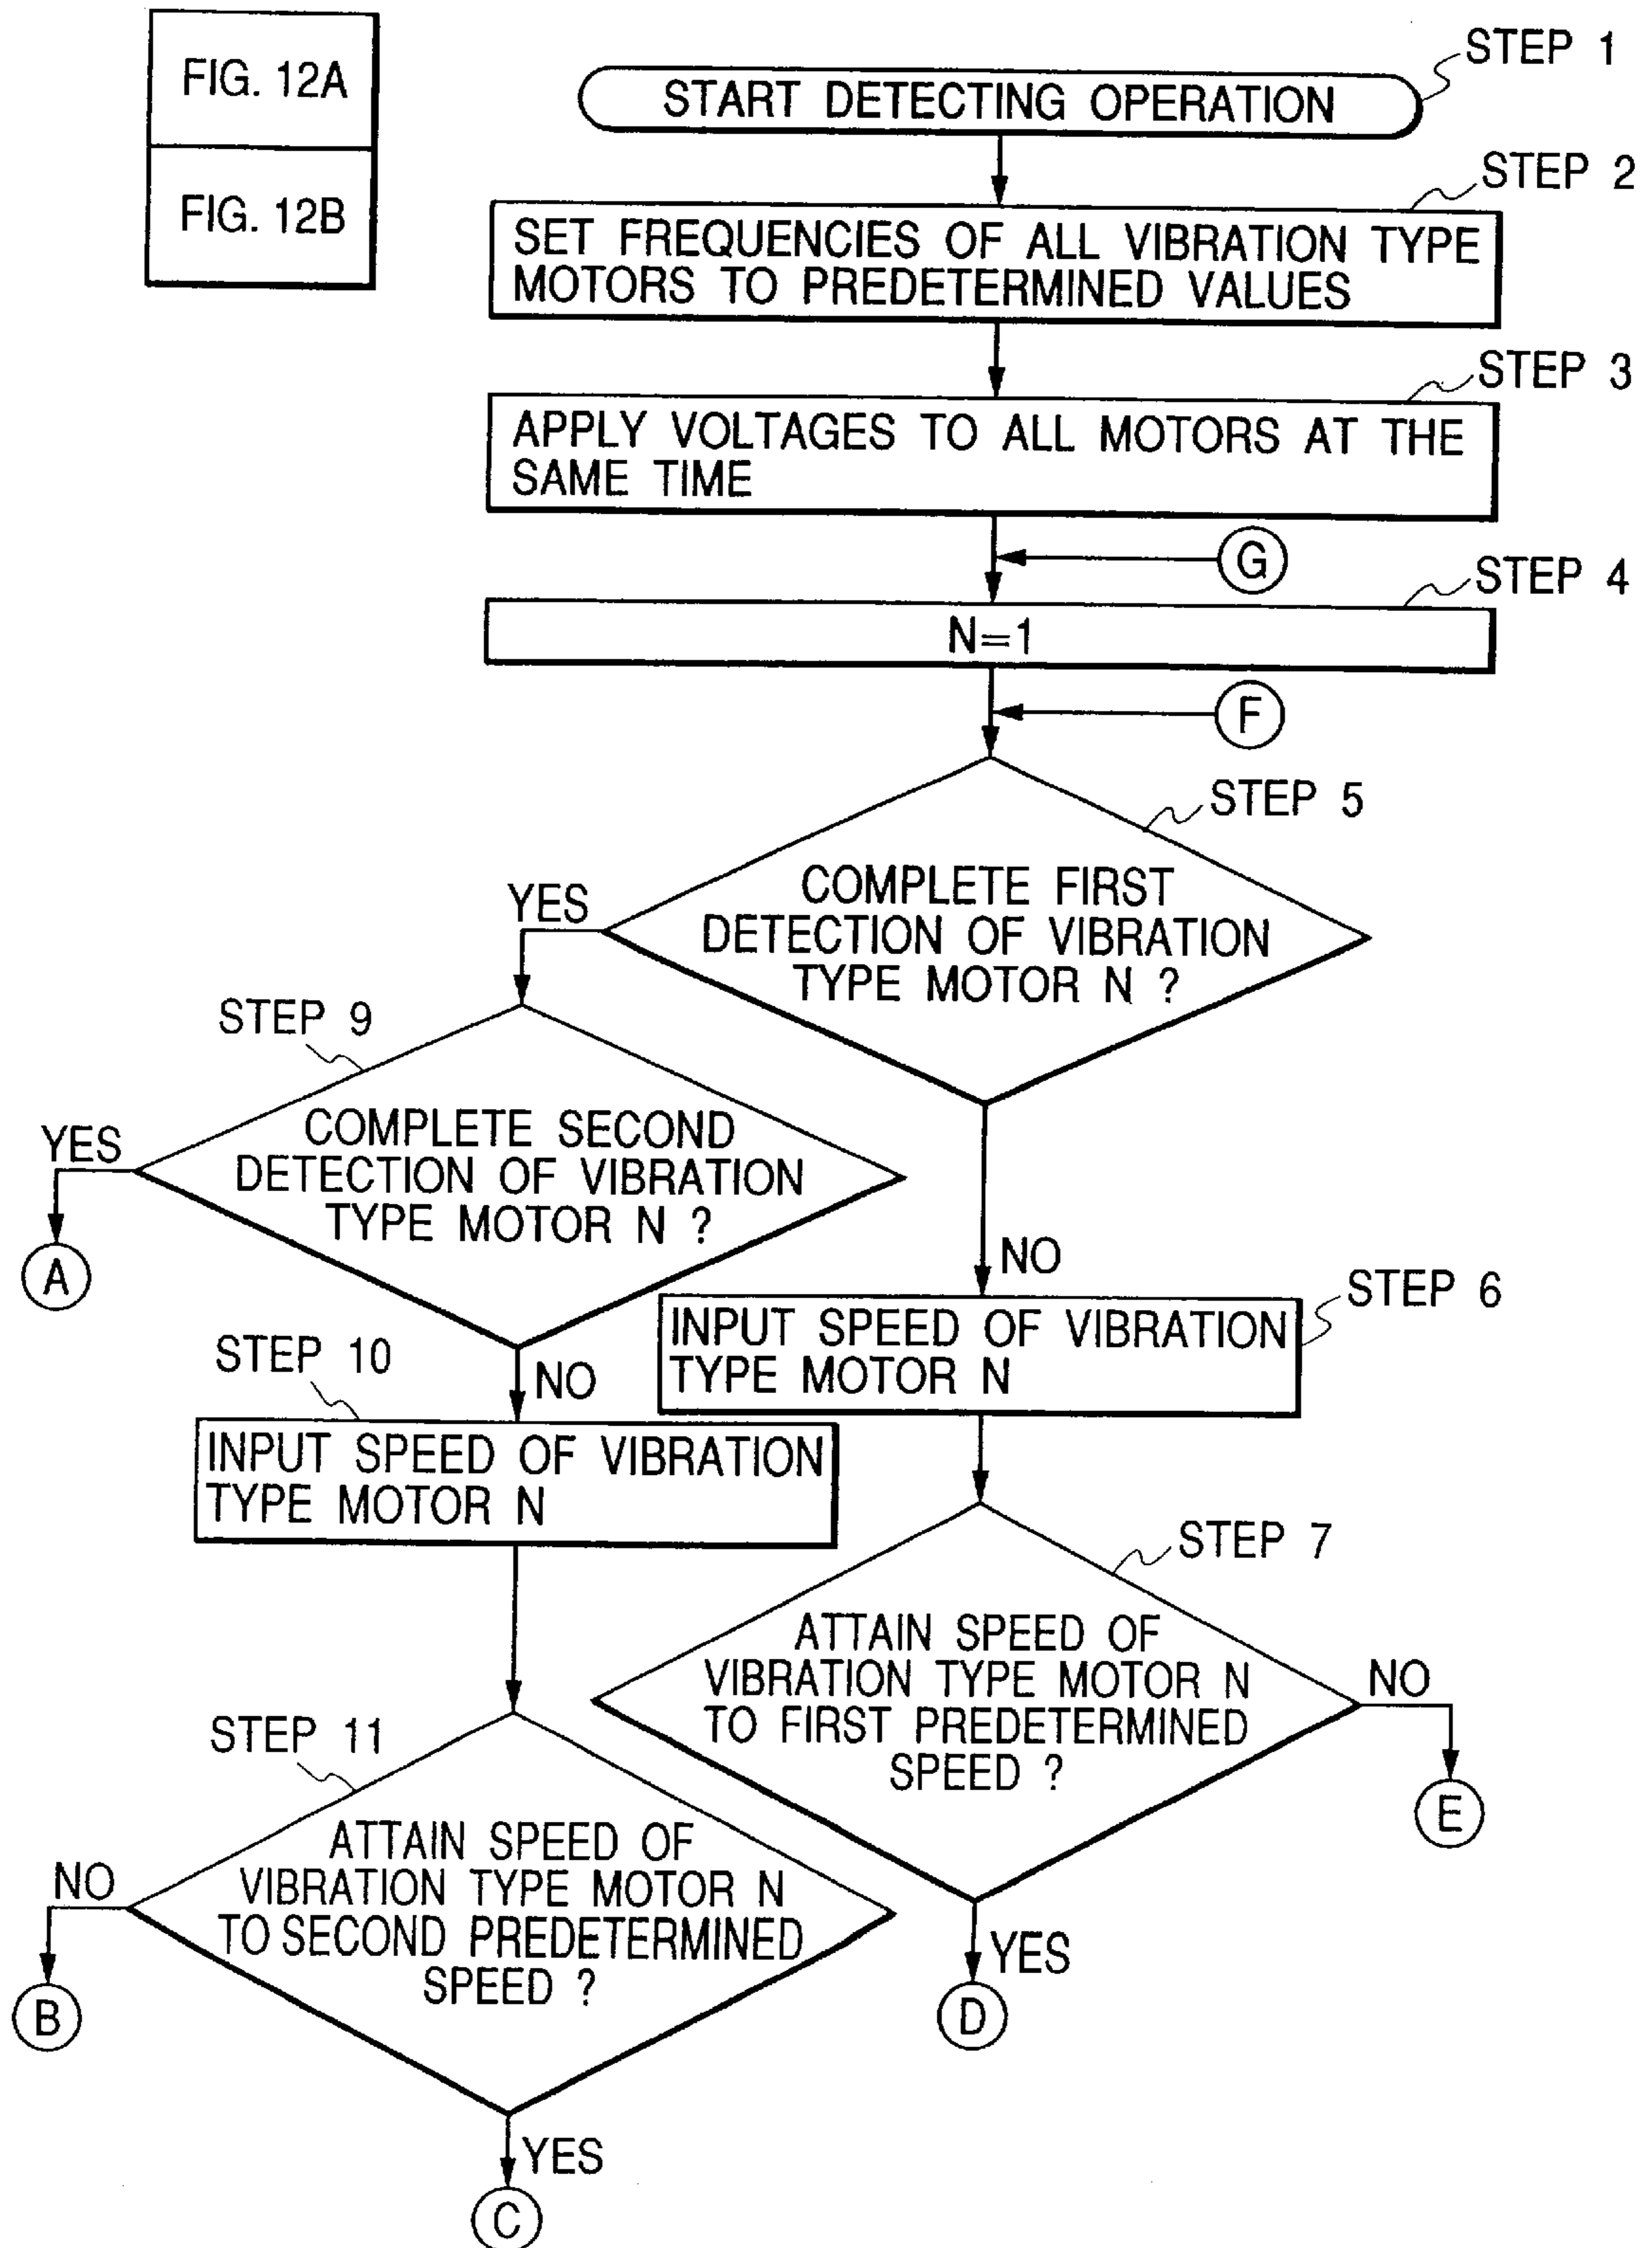 FIG. 12A
FIG. 12B
STEP 1
START DETECTING OPERATION
STEP 2
SET FREQUENCIES OF ALL VIBRATION TYPE
MOTORS TO PREDETERMINED VALUES
STEP 3
APPLY VOLTAGES TO ALL MOTORS AT THE
SAME TIME
G
STEP 4
N=1
F
STEP 5
COMPLETE FIRST
DETECTION OF VIBRATION
TYPE MOTOR N ?
YES
NO
STEP 9
COMPLETE SECOND
DETECTION OF VIBRATION
TYPE MOTOR N ?
YES
A
NO
STEP 6
INPUT SPEED OF VIBRATION
TYPE MOTOR N
STEP 10
INPUT SPEED OF VIBRATION
TYPE MOTOR N
STEP 7
ATTAIN SPEED OF
VIBRATION TYPE MOTOR N
TO FIRST PREDETERMINED
SPEED ?
NO
E
YES
D
STEP 11
ATTAIN SPEED OF
VIBRATION TYPE MOTOR N
TO SECOND PREDETERMINED
SPEED ?
NO
B
YES
C